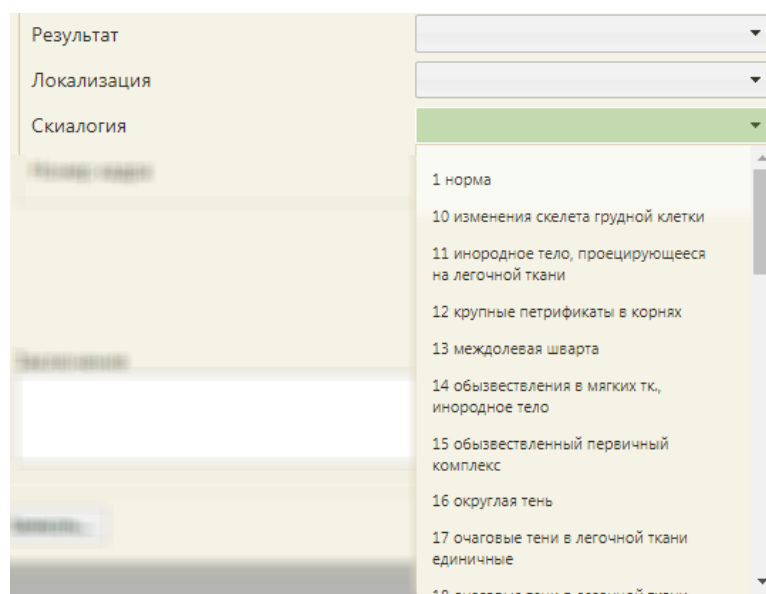 Результат
Локализация
Скиалогия
1 норма
10 изменения скелета грудной клетки
11 инородное тело, проецирующееся
на легочной ткани
12 крупные петрификаты в корнях
13 междолевая шварта
14 обызвествления в мягких тк.,
инородное тело
15 обызвествленный первичный
комплекс
16 округлая тень
17 очаговые тени в легочной ткани
единичные